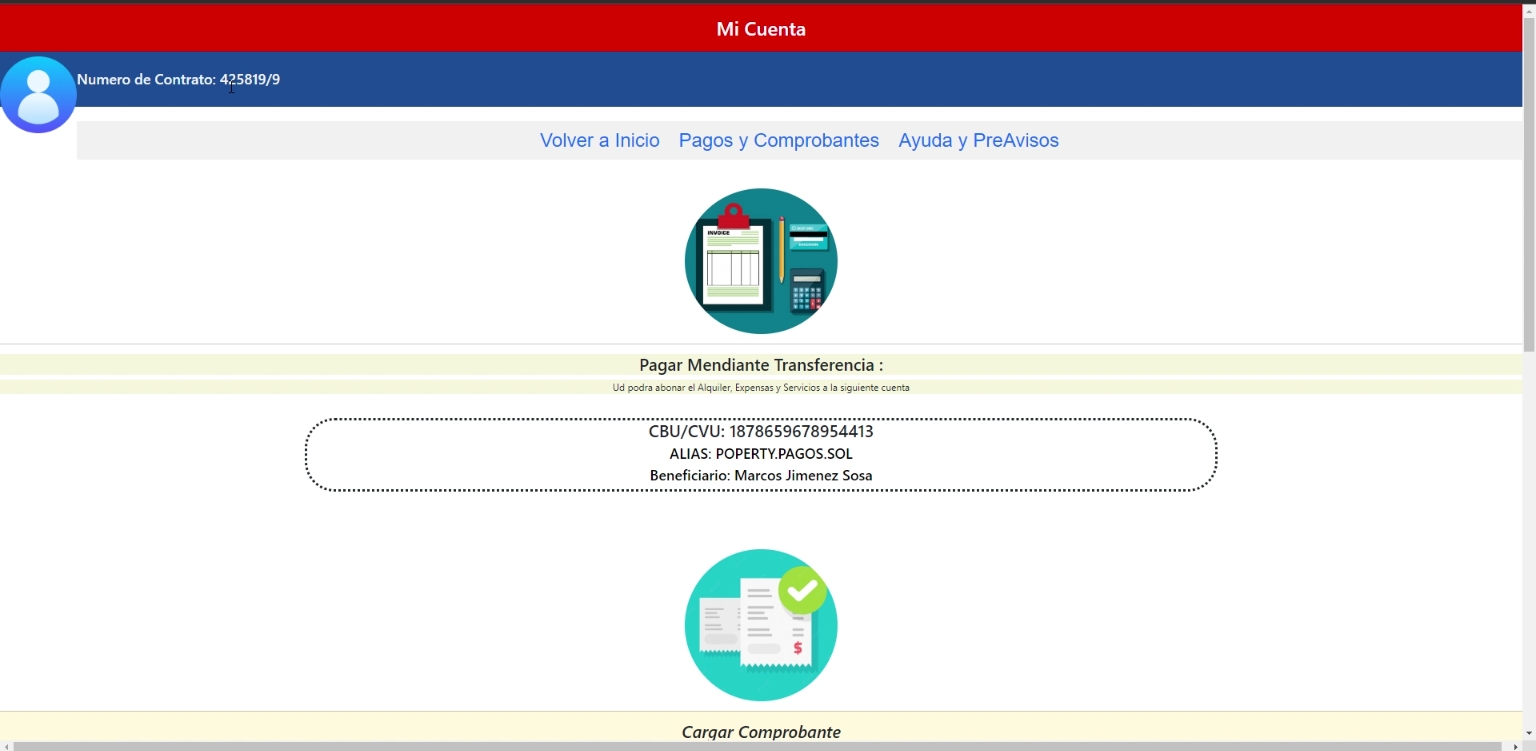 Mi Cuenta
Numero de Contrato: 425819/9
Volver a Inicio Pagos y Comprobantes Ayuda y PreAvisos
INVOICE
Pagar Mendiante Transferencia :
Ud podra abonar el Alquiler, Expensas y Servicios a la siguiente cuenta
CBU/CVU: 1878659678954413
ALIAS: POPERTY.PAGOS.SOL
Beneficiario: Marcos Jimenez Sosa
$
Cargar Comprobante